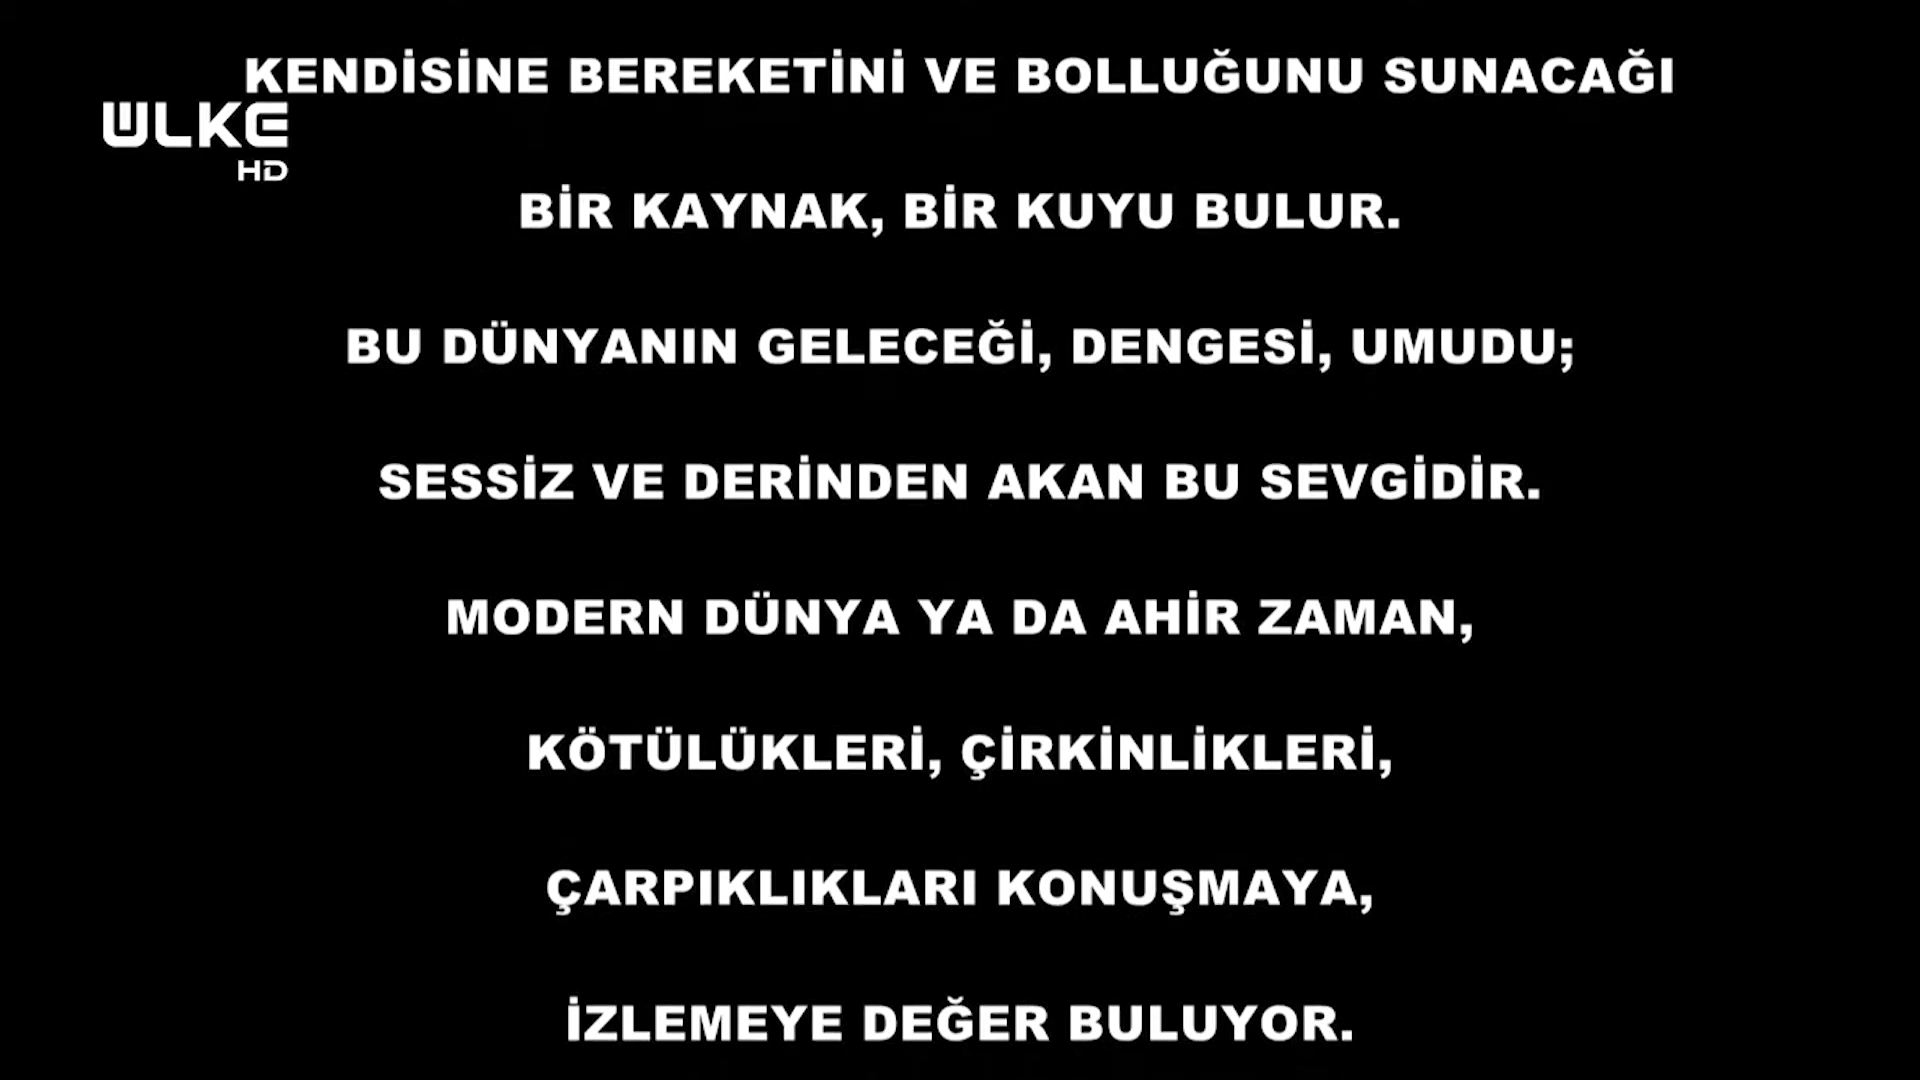 KENDİSİNE BEREKETİNİ VE BOLLUĞUNU SUNACAĞI
ULKE
HD
BİR KAYNAK, BİR KUYU BULUR.
BU DÜNYANIN GELECEĞİ, DENGESİ, UMUDU;
SESSİZ VE DERİNDEN AKAN BU SEVGİDİR.
MODERN DÜNYA YA DA AHİR ZAMAN,
KÖTÜLÜKLERİ, ÇİRKİNLİKLERİ,
ÇARPIKLIKLARI KONUŞMAYA,
İZLEMEYE DEĞER BULUYOR.